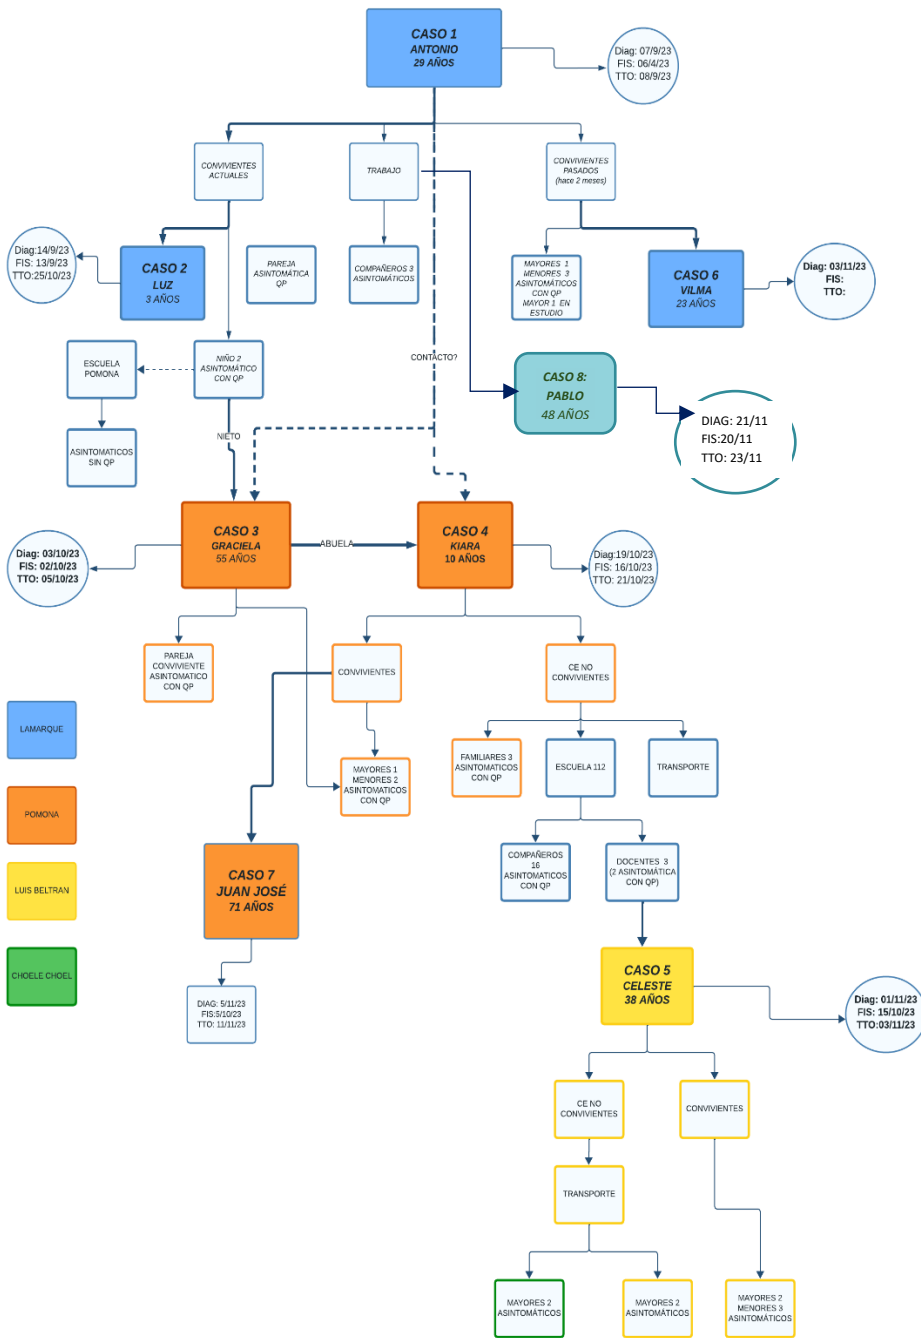 CASO 1
ANTONIO
29 AÑOS
Diag: 07/9/23
FIS: 06/4/23
TTO: 08/9/23
CONVIVIENTES
ACTUALES
TRABAJO
CONVIVIENTES
PASADOS
(hace 2 meses)
Diag:14/9/23
FIS: 13/9/23
TTO:25/10/23
CASO 2
LUZ
3 AÑOS
PAREJA
ASINTOMÁTICA
QP
COMPAÑEROS 3
ASINTOMÁTICOS
MAYORES 1
MENORES 3
ASINTOMÁTICOS
CON QP
MAYOR 1 EN
ESTUDIO
CASO 6
VILMA
23 AÑOS
Diag: 03/11/23
FIS:
TTO:
ESCUELA
POMONA
NIÑO 2
ASINTOMÁTICO
CON QP
CONTACTO?
CASO 8:
PABLO
48 AÑOS
DIAG: 21/11
FIS:20/11
TTO: 23/11
ASINTOMATICOS
SIN QP
NIETO
Diag: 03/10/23
FIS: 02/10/23
TTO: 05/10/23
CASO 3
GRACIELA
55 AÑOS
ABUELA
CASO 4
KIARA
10 AÑOS
Diag:19/10/23
FIS: 16/10/23
TTO: 21/10/23
PAREJA
CONVIVIENTE
ASINTOMATICO
CON QP
CONVIVIENTES
CE NO
CONVIVIENTES
LAMARQUE
MAYORES 1
MENORES 2
ASINTOMATICOS
CON QP
FAMILIARES 3
ASINTOMATICOS
CON QP
ESCUELA 112
TRANSPORTE
POMONA
CASO 7
JUAN JOSÉ
71 AÑOS
COMPAÑEROS
16
ASINTOMATICOS
CON QP
DOCENTES 3
(2 ASINTOMÁTICA
CON QP)
LUIS BELTRAN
CHOELE CHOEL
DIAG: 5/11/23
FIS:5/10/23
TTO: 11/11/23
CASO 5
CELESTE
38 AÑOS
Diag: 01/11/23
FIS: 15/10/23
TTO:03/11/23
CE NO
CONVIVIENTES
CONVIVIENTES
TRANSPORTE
MAYORES 2
ASINTOMÁTICOS
MAYORES 2
ASINTOMÁTICOS
MAYORES 2
MENORES 3
ASINTOMÁTICOS